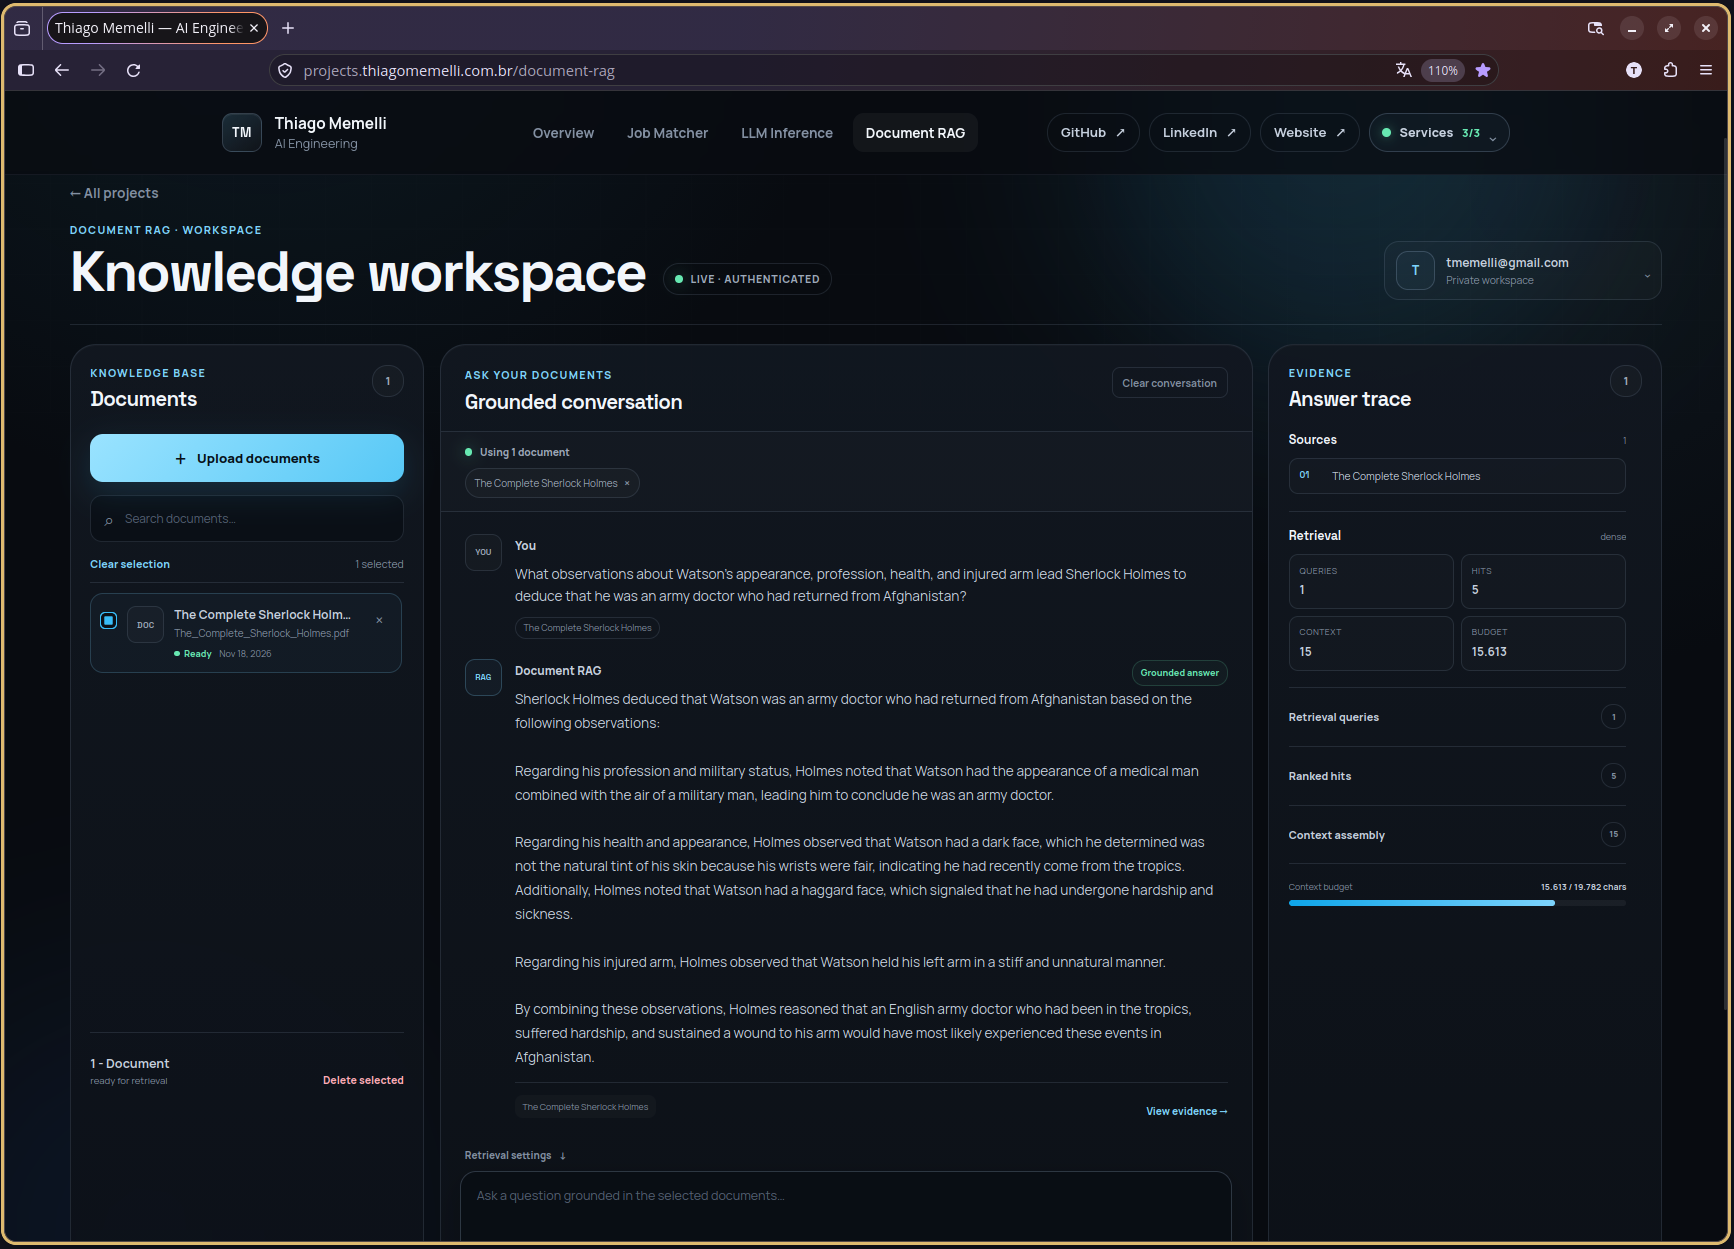 Thiago Memelli — AI Enginee
projects.thiagomemelli.com.br/document-rag
110%
T
TM
Thiago Memelli
AI Engineering
Overview
Job Matcher
LLM Inference
Document RAG
GitHub ↗
LinkedIn ↗
Website ↗
Services 3/3
← All projects
DOCUMENT RAG · WORKSPACE
Knowledge workspace
LIVE · AUTHENTICATED
T
tmemelli@gmail.com
Private workspace
KNOWLEDGE BASE
Documents
1
+ Upload documents
Search documents...
Clear selection
1 selected
DOC
The Complete Sherlock Holm...
The_Complete_Sherlock_Holmes.pdf
Ready Nov 18, 2026
×
1 - Document
ready for retrieval
Delete selected
ASK YOUR DOCUMENTS
Grounded conversation
Clear conversation
Using 1 document
The Complete Sherlock Holmes ×
YOU
You
What observations about Watson's appearance, profession, health, and injured arm lead Sherlock Holmes to
deduce that he was an army doctor who had returned from Afghanistan?
The Complete Sherlock Holmes
RAG
Document RAG
Grounded answer
Sherlock Holmes deduced that Watson was an army doctor who had returned from Afghanistan based on the
following observations:
Regarding his profession and military status, Holmes noted that Watson had the appearance of a medical man
combined with the air of a military man, leading him to conclude he was an army doctor.
Regarding his health and appearance, Holmes observed that Watson had a dark face, which he determined was
not the natural tint of his skin because his wrists were fair, indicating he had recently come from the tropics.
Additionally, Holmes noted that Watson had a haggard face, which signaled that he had undergone hardship and
sickness.
Regarding his injured arm, Holmes observed that Watson held his left arm in a stiff and unnatural manner.
By combining these observations, Holmes reasoned that an English army doctor who had been in the tropics,
suffered hardship, and sustained a wound to his arm would have most likely experienced these events in
Afghanistan.
The Complete Sherlock Holmes
View evidence →
Retrieval settings ↓
Ask a question grounded in the selected documents...
EVIDENCE
Answer trace
1
Sources
1
01 The Complete Sherlock Holmes
Retrieval
dense
QUERIES
1
HITS
5
CONTEXT
15
BUDGET
15.613
Retrieval queries
1
Ranked hits
5
Context assembly
15
Context budget
15.613 / 19.782 chars